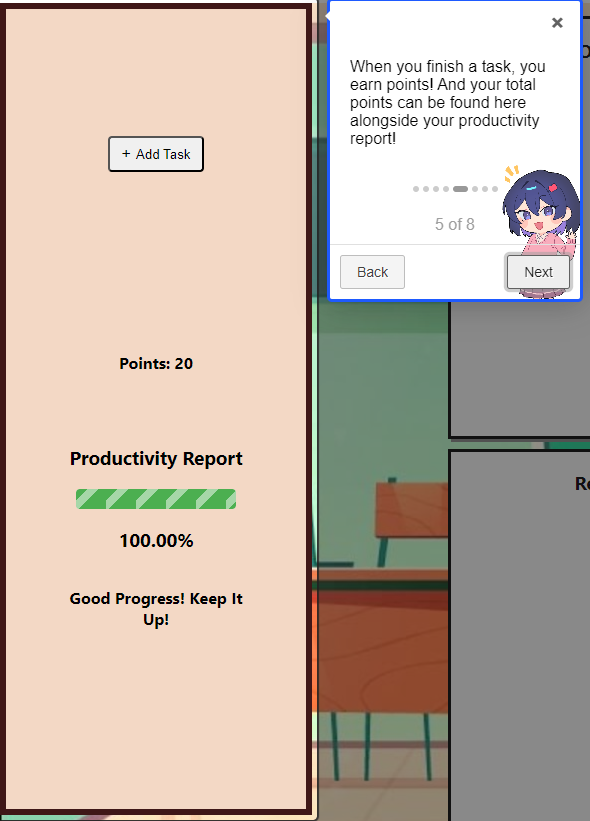 + Add Task
Points: 20
Productivity Report
100.00%
Good Progress! Keep It
Up!
×
When you finish a task, you
earn points! And your total
points can be found here
alongside your productivity
report!
5 of 8
Back
Next